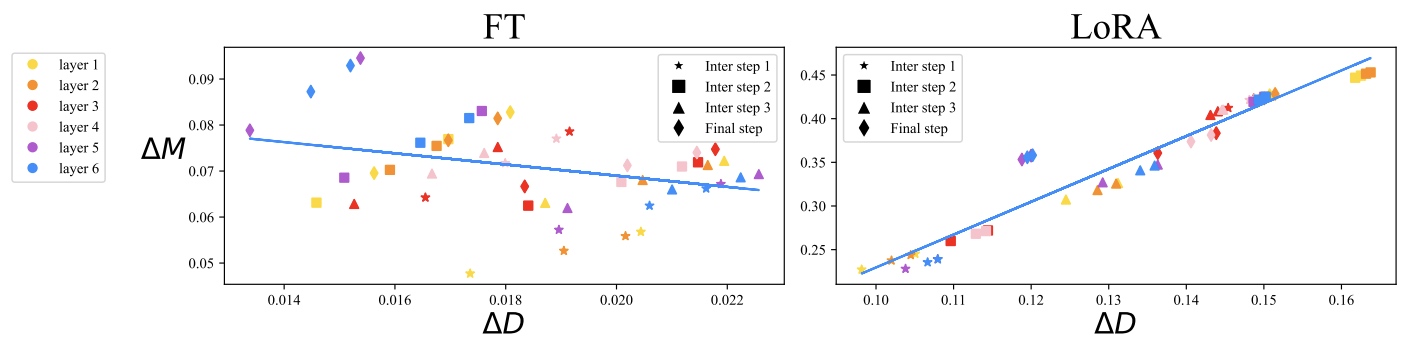 FT
LoRA
layer 1
layer 2
layer 3
layer 4
layer 5
layer 6
ΔM
0.09
0.08
0.07
0.06
0.05
Inter step 1
Inter step 2
Inter step 3
Final step
0.014 0.016 0.018 0.020 0.022
ΔD
0.45
0.40
0.35
0.30
0.25
Inter step 1
Inter step 2
Inter step 3
Final step
0.10 0.11 0.12 0.13 0.14 0.15 0.16
ΔD